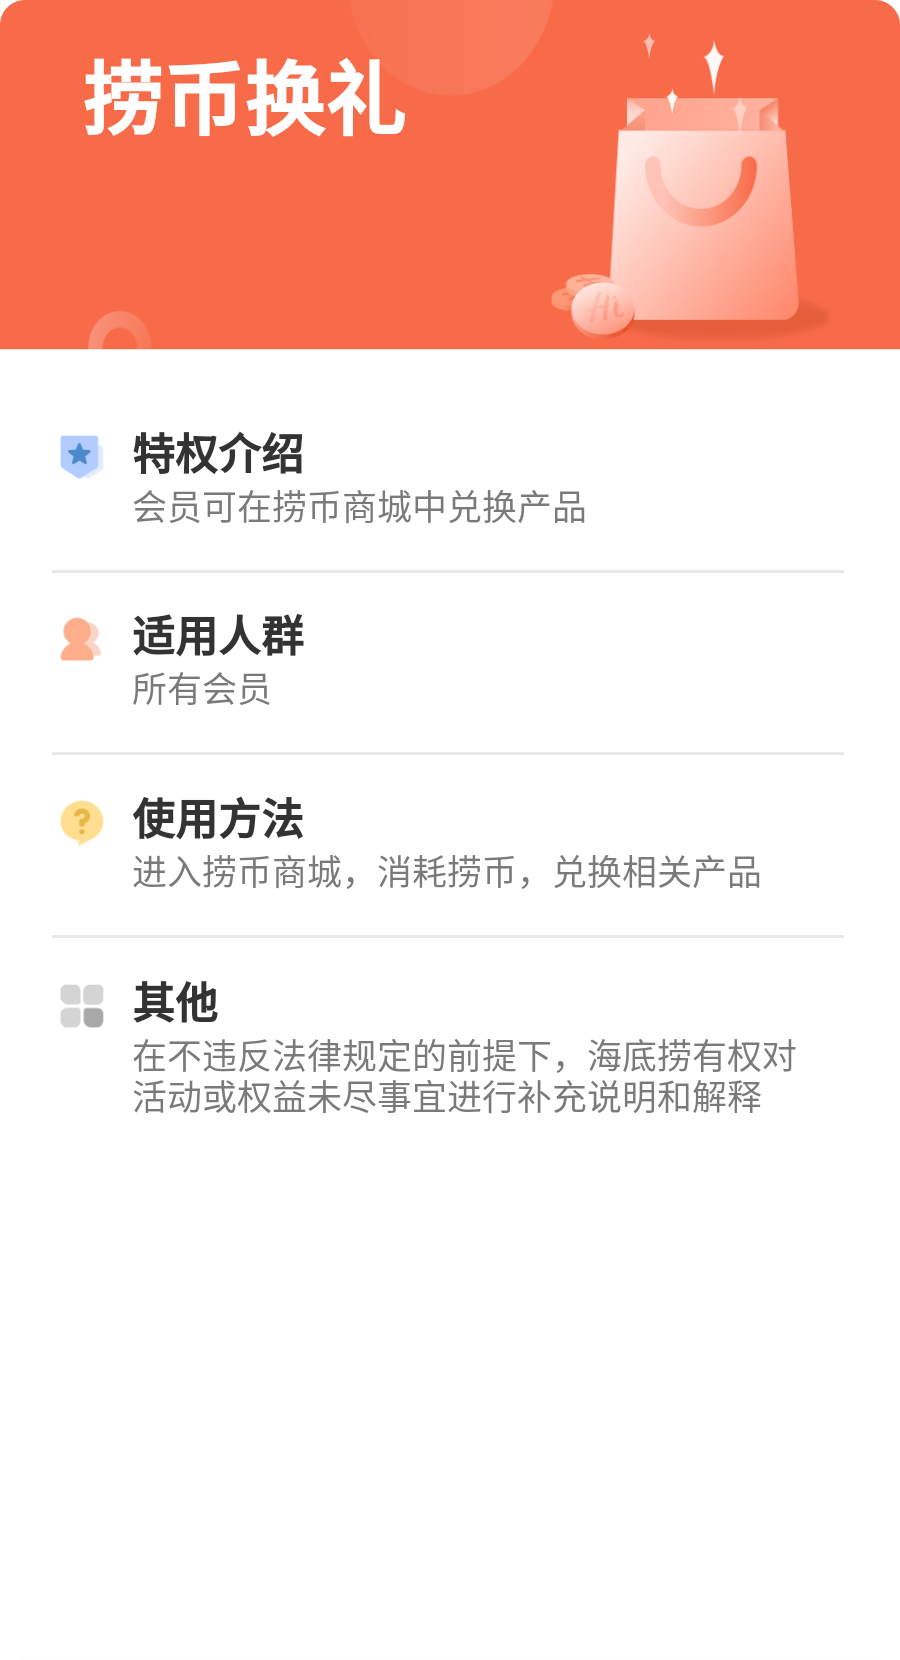 捞币换礼
Hi
特权介绍
会员可在捞币商城中兑换产品
适用人群
所有会员
使用方法
进入捞币商城，消耗捞币，兑换相关产品
其他
在不违反法律规定的前提下，海底捞有权对
活动或权益未尽事宜进行补充说明和解释